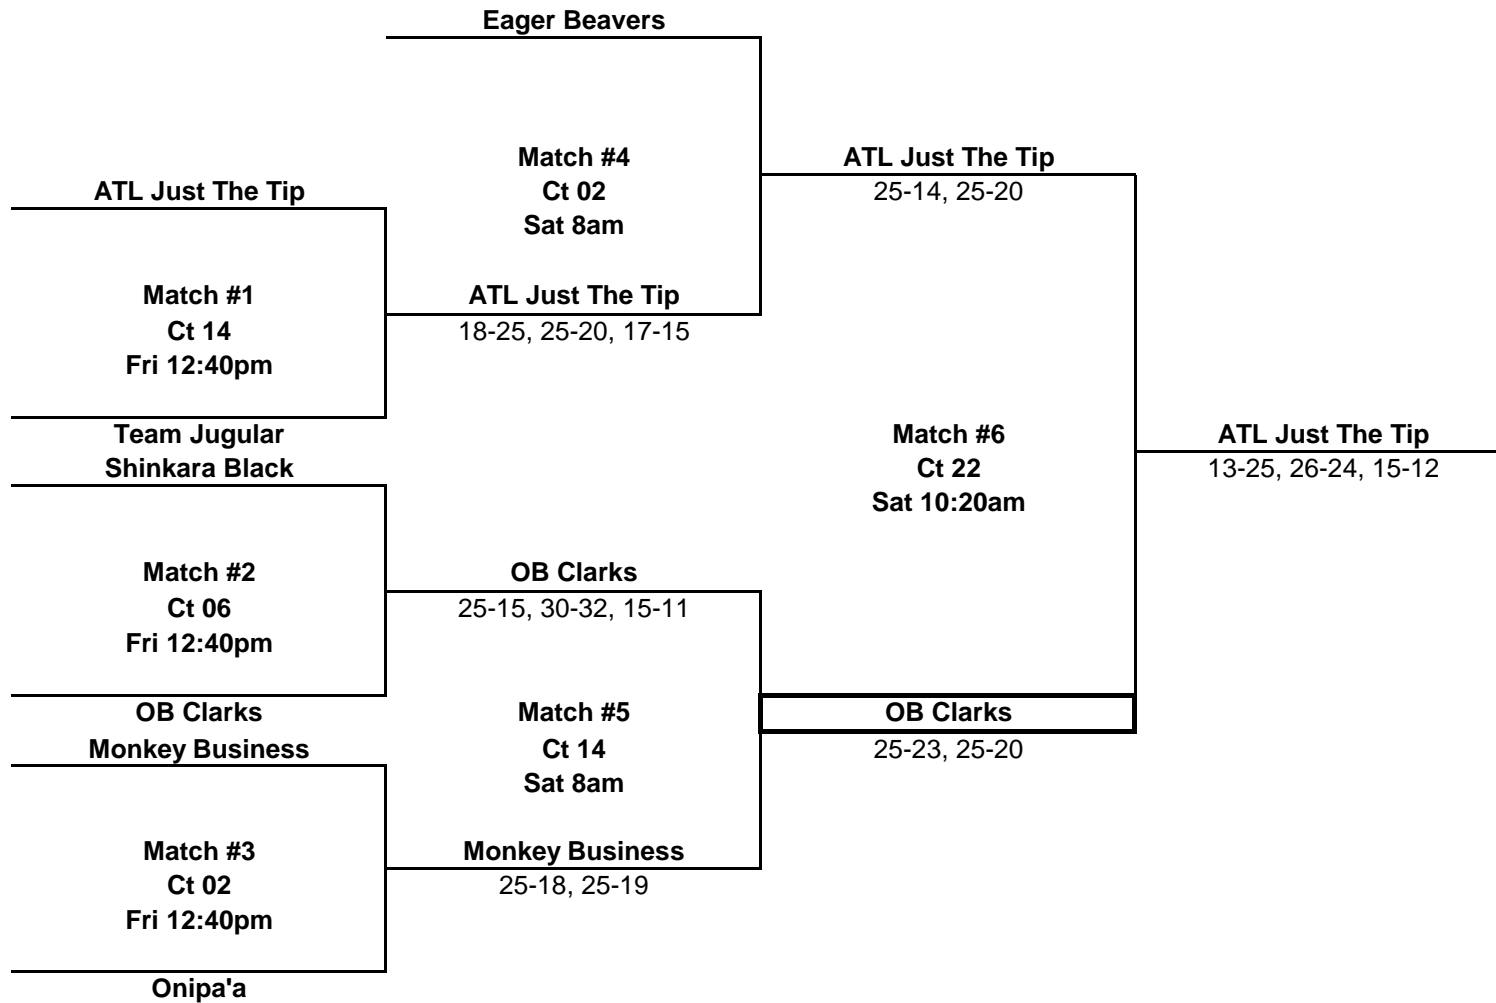 Eager Beavers
Match #4
Ct 02
Sat 8am
ATL Just The Tip
25-14, 25-20
ATL Just The Tip
Match #1
Ct 14
Fri 12:40pm
ATL Just The Tip
18-25, 25-20, 17-15
Team Jugular
Shinkara Black
Match #6
Ct 22
Sat 10:20am
ATL Just The Tip
13-25, 26-24, 15-12
Match #2
Ct 06
Fri 12:40pm
OB Clarks
25-15, 30-32, 15-11
OB Clarks
Monkey Business
Match #5
Ct 14
Sat 8am
OB Clarks
25-23, 25-20
Match #3
Ct 02
Fri 12:40pm
Monkey Business
25-18, 25-19
Onipa'a